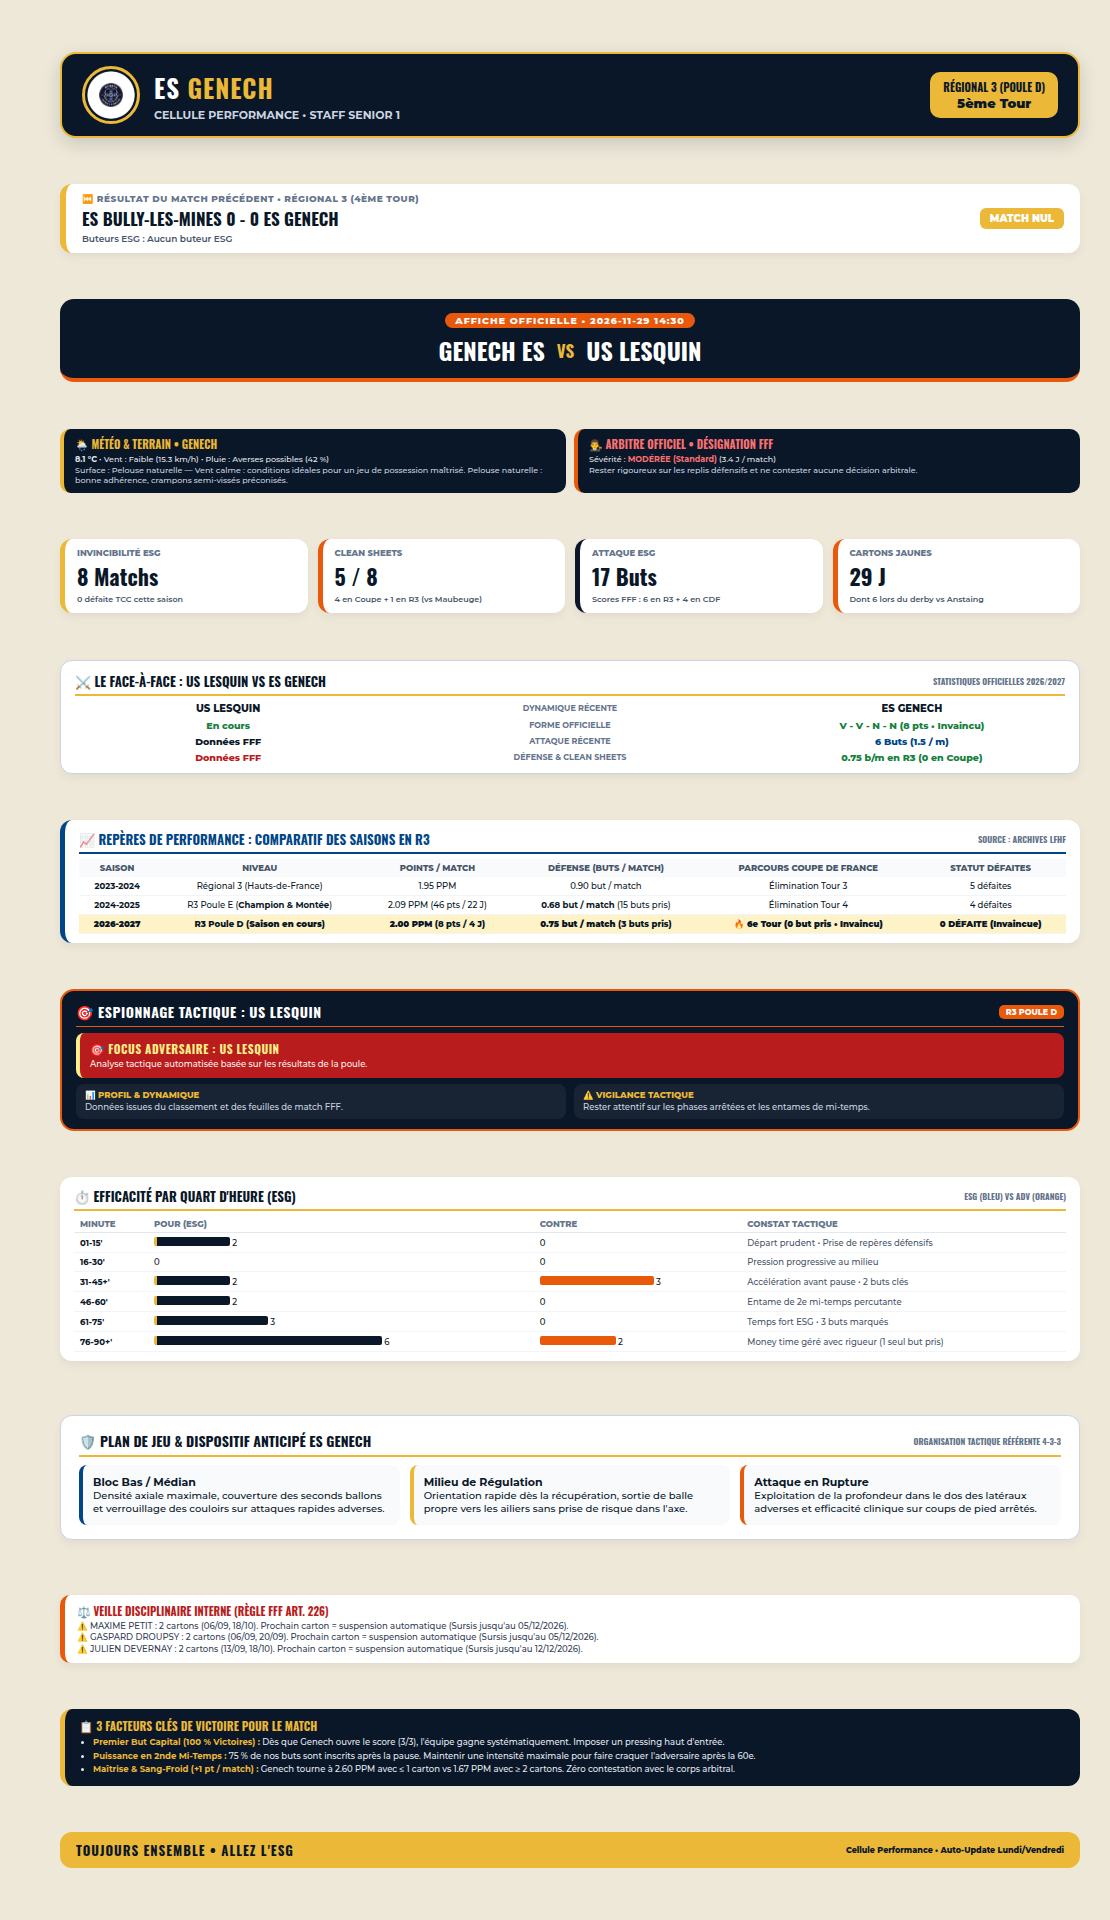 ES GENECH
CELLULE PERFORMANCE • STAFF SENIOR 1
RÉGIONAL 3 (POULE D)
5ème Tour
⏮️ RÉSULTAT DU MATCH PRÉCÉDENT • RÉGIONAL 3 (4ÈME TOUR)
ES BULLY-LES-MINES 0 - 0 ES GENECH
Buteurs ESG : Aucun buteur ESG
MATCH NUL
AFFICHE OFFICIELLE • 2026-11-29 14:30
GENECH ES VS US LESQUIN
🌦️ MÉTÉO & TERRAIN • GENECH
8.1 °C • Vent : Faible (15.3 km/h) • Pluie : Averses possibles (42 %)
Surface : Pelouse naturelle — Vent calme : conditions idéales pour un jeu de possession maîtrisé. Pelouse naturelle :
bonne adhérence, crampons semi-vissés préconisés.
👨‍⚖️ ARBITRE OFFICIEL • DÉSIGNATION FFF
Sévérité : MODÉRÉE (Standard) (3.4 J / match)
Rester rigoureux sur les replis défensifs et ne contester aucune décision arbitrale.
INVINCIBILITÉ ESG
8 Matchs
0 défaite TCC cette saison
CLEAN SHEETS
5 / 8
4 en Coupe + 1 en R3 (vs Maubeuge)
ATTAQUE ESG
17 Buts
Scores FFF : 6 en R3 + 4 en CDF
CARTONS JAUNES
29 J
Dont 6 lors du derby vs Anstaing
⚔️ LE FACE-À-FACE : US LESQUIN VS ES GENECH
STATISTIQUES OFFICIELLES 2026/2027
US LESQUIN DYNAMIQUE RÉCENTE ES GENECH
En cours FORME OFFICIELLE V - V - N - N (8 pts • Invaincu)
Données FFF ATTAQUE RÉCENTE 6 Buts (1.5 / m)
Données FFF DÉFENSE & CLEAN SHEETS 0.75 b/m en R3 (0 en Coupe)
📈 REPÈRES DE PERFORMANCE : COMPARATIF DES SAISONS EN R3
SOURCE : ARCHIVES LFHF
SAISON NIVEAU POINTS / MATCH DÉFENSE (BUTS / MATCH) PARCOURS COUPE DE FRANCE STATUT DÉFAITES
2023-2024 Régional 3 (Hauts-de-France) 1.95 PPM 0.90 but / match Élimination Tour 3 5 défaites
2024-2025 R3 Poule E (Champion & Montée) 2.09 PPM (46 pts / 22 J) 0.68 but / match (15 buts pris) Élimination Tour 4 4 défaites
2026-2027 R3 Poule D (Saison en cours) 2.00 PPM (8 pts / 4 J) 0.75 but / match (3 buts pris) 🔥 6e Tour (0 but pris • Invaincu) 0 DÉFAITE (Invaincue)
🎯 ESPIONNAGE TACTIQUE : US LESQUIN
R3 POULE D
🎯 FOCUS ADVERSAIRE : US LESQUIN
Analyse tactique automatisée basée sur les résultats de la poule.
📊 PROFIL & DYNAMIQUE
Données issues du classement et des feuilles de match FFF.
⚠️ VIGILANCE TACTIQUE
Rester attentif sur les phases arrêtées et les entames de mi-temps.
⏱️ EFFICACITÉ PAR QUART D'HEURE (ESG)
ESG (BLEU) VS ADV (ORANGE)
MINUTE POUR (ESG) CONTRE CONSTAT TACTIQUE
01-15' 2 0 Départ prudent • Prise de repères défensifs
16-30' 0 0 Pression progressive au milieu
31-45+' 2 3 Accélération avant pause • 2 buts clés
46-60' 2 0 Entame de 2e mi-temps percutante
61-75' 3 0 Temps fort ESG • 3 buts marqués
76-90+' 6 2 Money time géré avec rigueur (1 seul but pris)
🛡️ PLAN DE JEU & DISPOSITIF ANTICIPÉ ES GENECH
ORGANISATION TACTIQUE RÉFÉRENTE 4-3-3
Bloc Bas / Médian
Densité axiale maximale, couverture des seconds ballons
et verrouillage des couloirs sur attaques rapides adverses.
Milieu de Régulation
Orientation rapide dès la récupération, sortie de balle
propre vers les ailiers sans prise de risque dans l'axe.
Attaque en Rupture
Exploitation de la profondeur dans le dos des latéraux
adverses et efficacité clinique sur coups de pied arrêtés.
⚖️ VEILLE DISCIPLINAIRE INTERNE (RÈGLE FFF ART. 226)
⚠️ MAXIME PETIT : 2 cartons (06/09, 18/10). Prochain carton = suspension automatique (Sursis jusqu'au 05/12/2026).
⚠️ GASPARD DROUPSY : 2 cartons (06/09, 20/09). Prochain carton = suspension automatique (Sursis jusqu'au 05/12/2026).
⚠️ JULIEN DEVERNAY : 2 cartons (13/09, 18/10). Prochain carton = suspension automatique (Sursis jusqu'au 12/12/2026).
📋 3 FACTEURS CLÉS DE VICTOIRE POUR LE MATCH
• Premier But Capital (100 % Victoires) : Dès que Genech ouvre le score (3/3), l'équipe gagne systématiquement. Imposer un pressing haut d'entrée.
• Puissance en 2nde Mi-Temps : 75 % de nos buts sont inscrits après la pause. Maintenir une intensité maximale pour faire craquer l'adversaire après la 60e.
• Maîtrise & Sang-Froid (+1 pt / match) : Genech tourne à 2.60 PPM avec ≤ 1 carton vs 1.67 PPM avec ≥ 2 cartons. Zéro contestation avec le corps arbitral.
TOUJOURS ENSEMBLE • ALLEZ L'ESG
Cellule Performance • Auto-Update Lundi/Vendredi